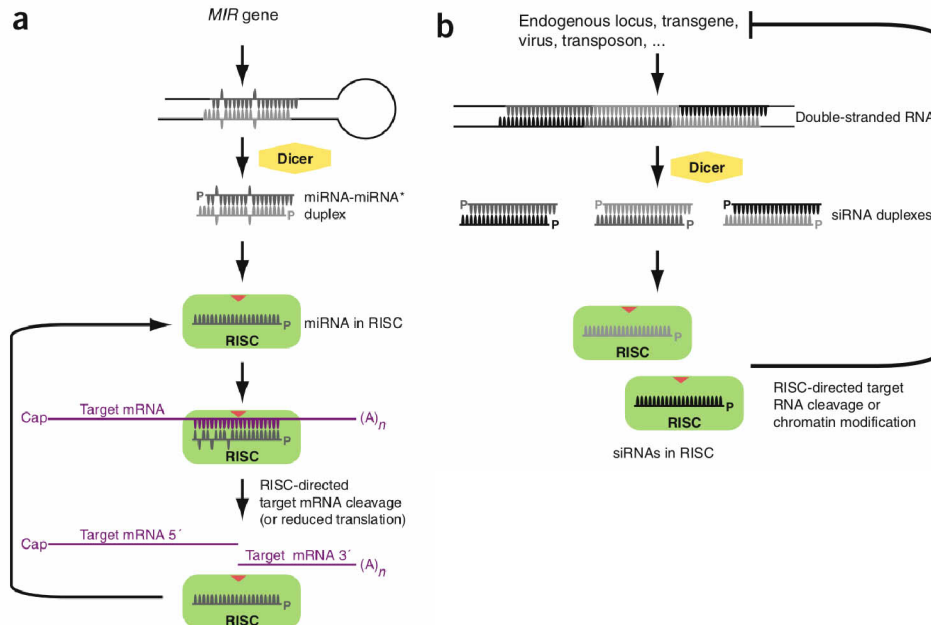 a
MIR gene
Dicer
P
miRNA-miRNA*
duplex
P
P
miRNA in RISC
RISC
Cap
Target mRNA
(A)n
P
RISC
RISC-directed
target mRNA cleavage
(or reduced translation)
Target mRNA 5´
Cap
Target mRNA 3´
(A)n
P
RISC
b
Endogenous locus, transgene,
virus, transposon, ...
Double-stranded RNA
Dicer
P
P
P
siRNA duplexes
P
P
P
P
RISC
P
RISC
RISC-directed target
RNA cleavage or
chromatin modification
siRNAs in RISC